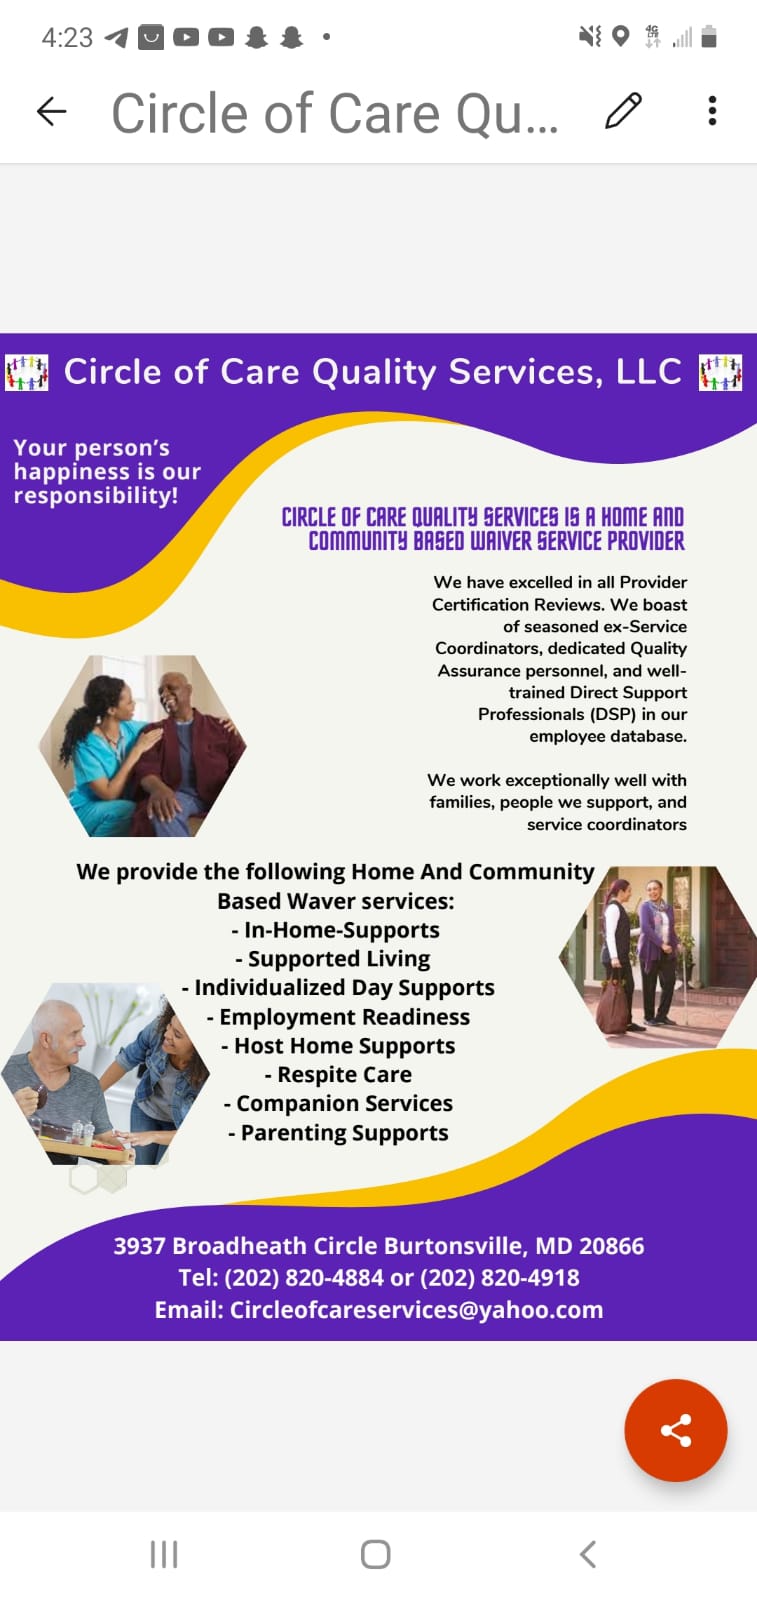 4:23
4G
Circle of Care Qu...
Circle of Care Quality Services, LLC
Your person's
happiness is our
responsibility!
CIRCLE OF CARE QUALITY SERVICES IS A HOME AND
COMMUNITY BASED WAIVER SERVICE PROVIDER
We have excelled in all Provider
Certification Reviews. We boast
of seasoned ex-Service
Coordinators, dedicated Quality
Assurance personnel, and well-
trained Direct Support
Professionals (DSP) in our
employee database.
We work exceptionally well with
families, people we support, and
service coordinators
We provide the following Home And Community
Based Waver services:
- In-Home-Supports
- Supported Living
- Individualized Day Supports
- Employment Readiness
- Host Home Supports
- Respite Care
- Companion Services
- Parenting Supports
3937 Broadheath Circle Burtonsville, MD 20866
Tel: (202) 820-4884 or (202) 820-4918
Email: Circleofcareservices@yahoo.com